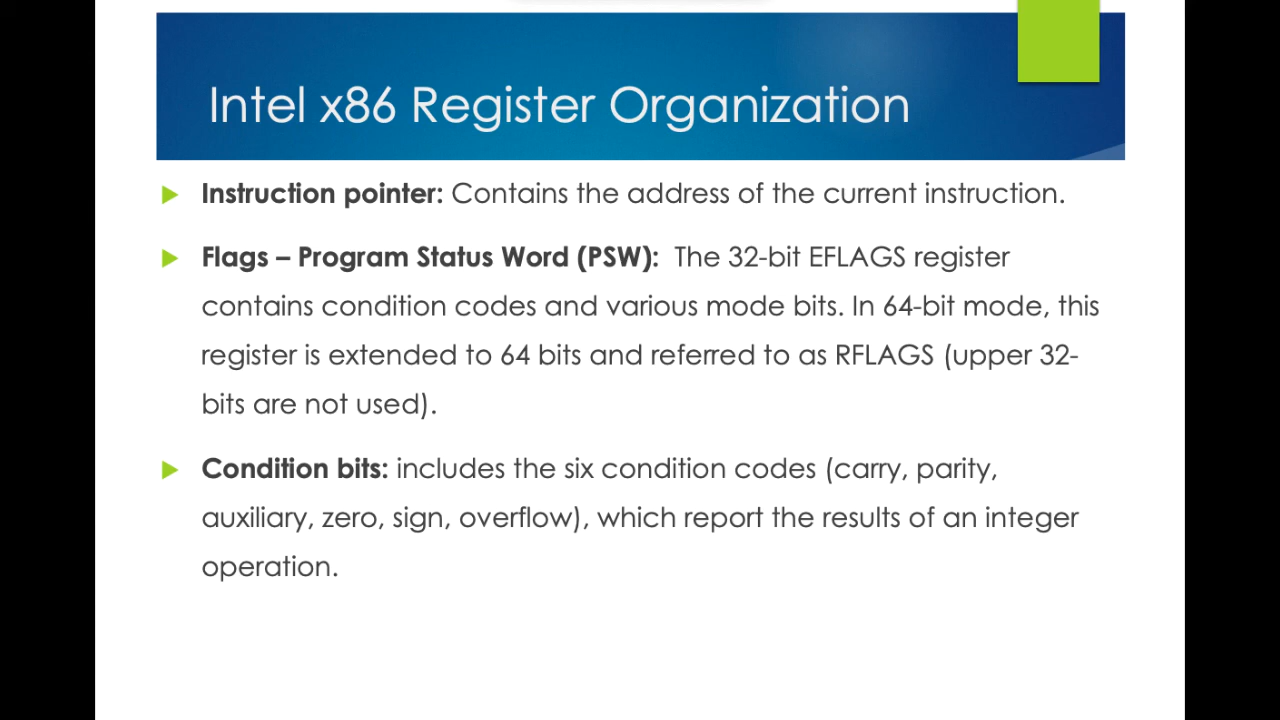 Intel x86 Register Organization
Instruction pointer: Contains the address of the current instruction.
Flags – Program Status Word (PSW):  The 32-bit EFLAGS register
contains condition codes and various mode bits. In 64-bit mode, this
register is extended to 64 bits and referred to as RFLAGS (upper 32-
bits are not used).
Condition bits: includes the six condition codes (carry, parity,
auxiliary, zero, sign, overflow), which report the results of an integer
operation.